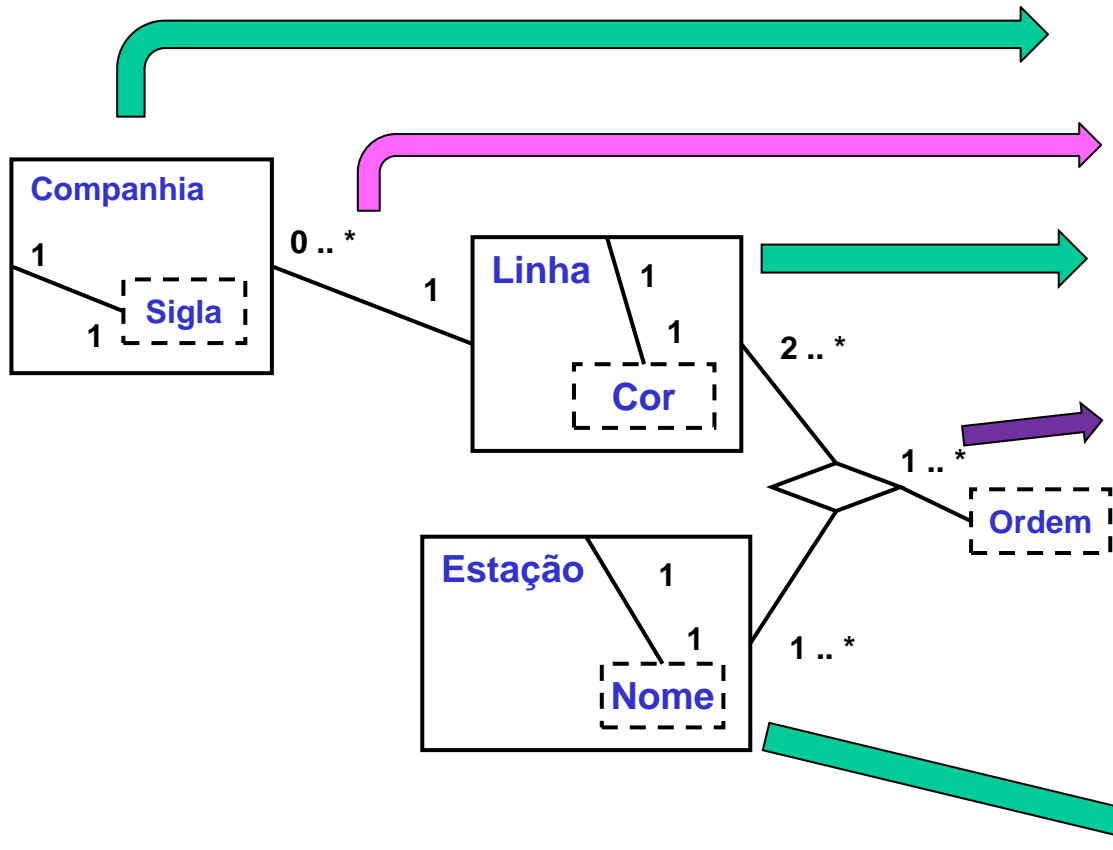 Companhia
1
Sigla
1
0 .. *
1
Linha
1
1
Cor
2 .. *
1 .. *
Ordem
Estação
1
1
Nome
1 .. *